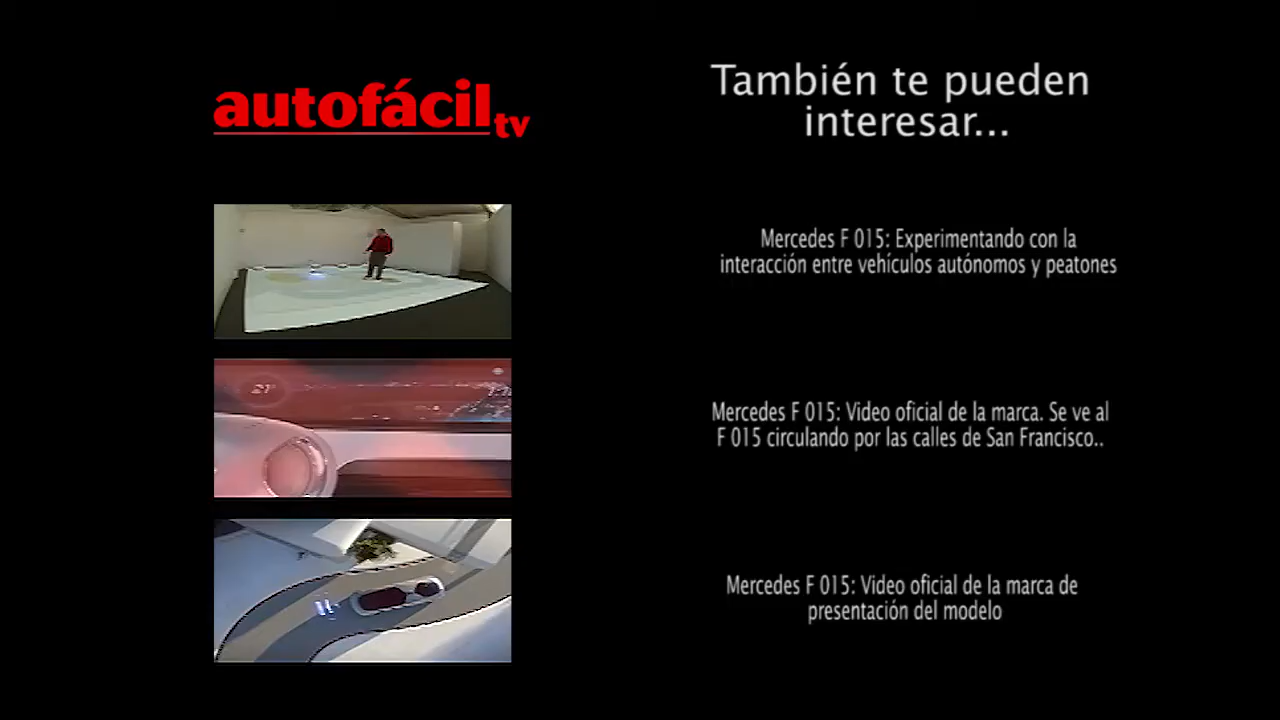 autofácil tv
También te pueden
interesar...
Mercedes F 015: Experimentando con la
interacción entre vehículos autónomos y peatones
Mercedes F 015: Video oficial de la marca. Se ve al
F 015 circulando por las calles de San Francisco..
Mercedes F 015: Video oficial de la marca de
presentación del modelo